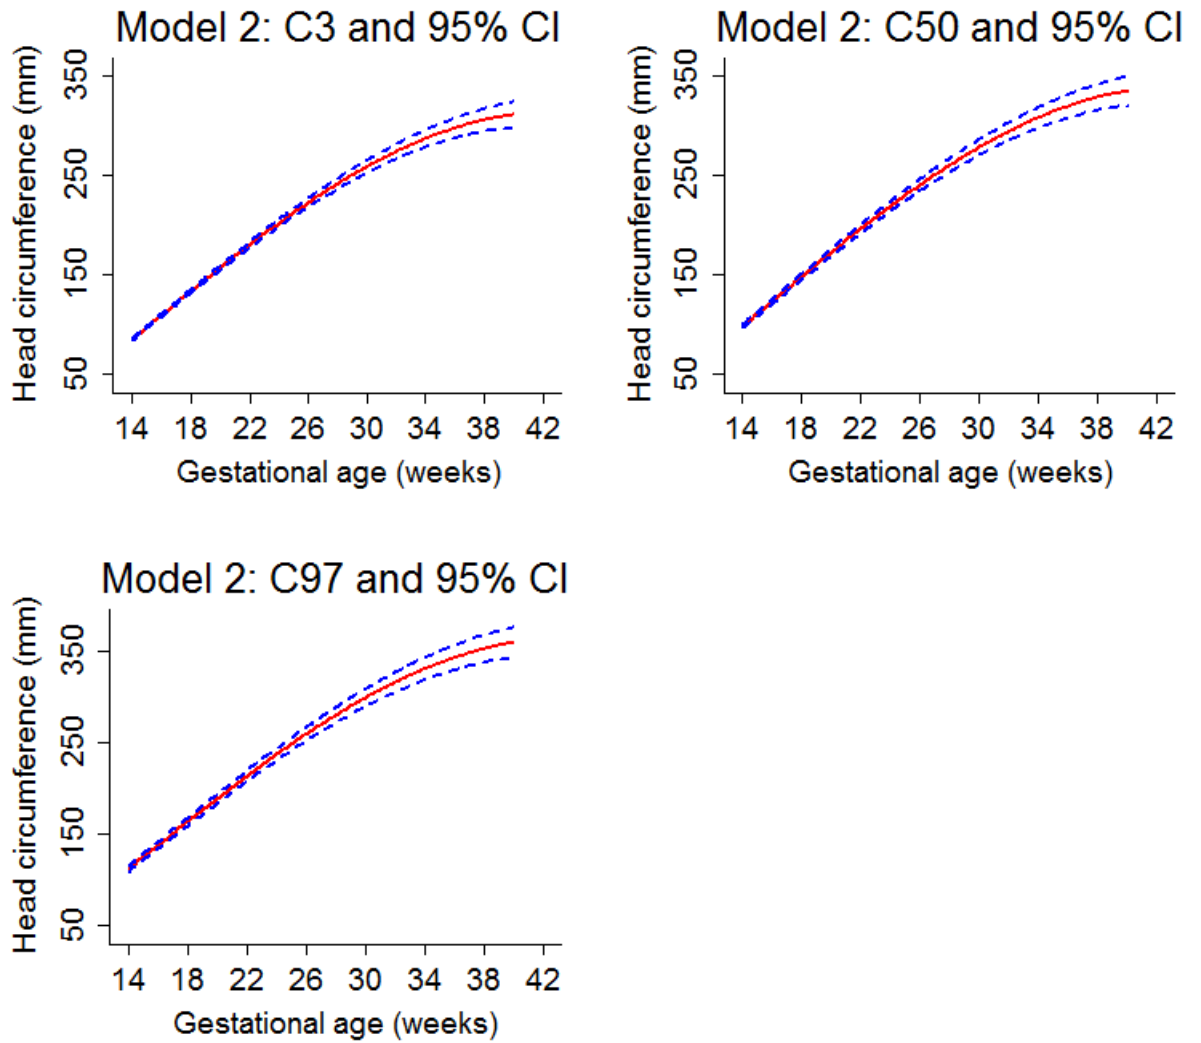 Model 2: C3 and 95% CI
Head circumference (mm)
350
250
150
50
14 18 22 26 30 34 38 42
Gestational age (weeks)
Model 2: C50 and 95% CI
Head circumference (mm)
350
250
150
50
14 18 22 26 30 34 38 42
Gestational age (weeks)
Model 2: C97 and 95% CI
Head circumference (mm)
350
250
150
50
14 18 22 26 30 34 38 42
Gestational age (weeks)